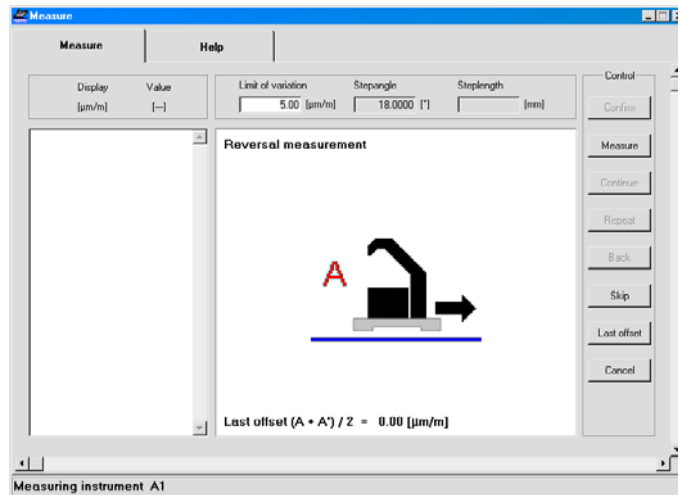 Measure
Measure
Help
Display Value
[µm/m] [---]
Limit of variation Stepangle Steplength
5.00 [µm/m] 18.0000 [°] [mm]
Control
Confirm
Measure
Continue
Repeat
Back
Skip
Last offset
Cancel
Reversal measurement
A
Last offset (A + A') / 2 = 0.00 [µm/m]
Measuring instrument A1